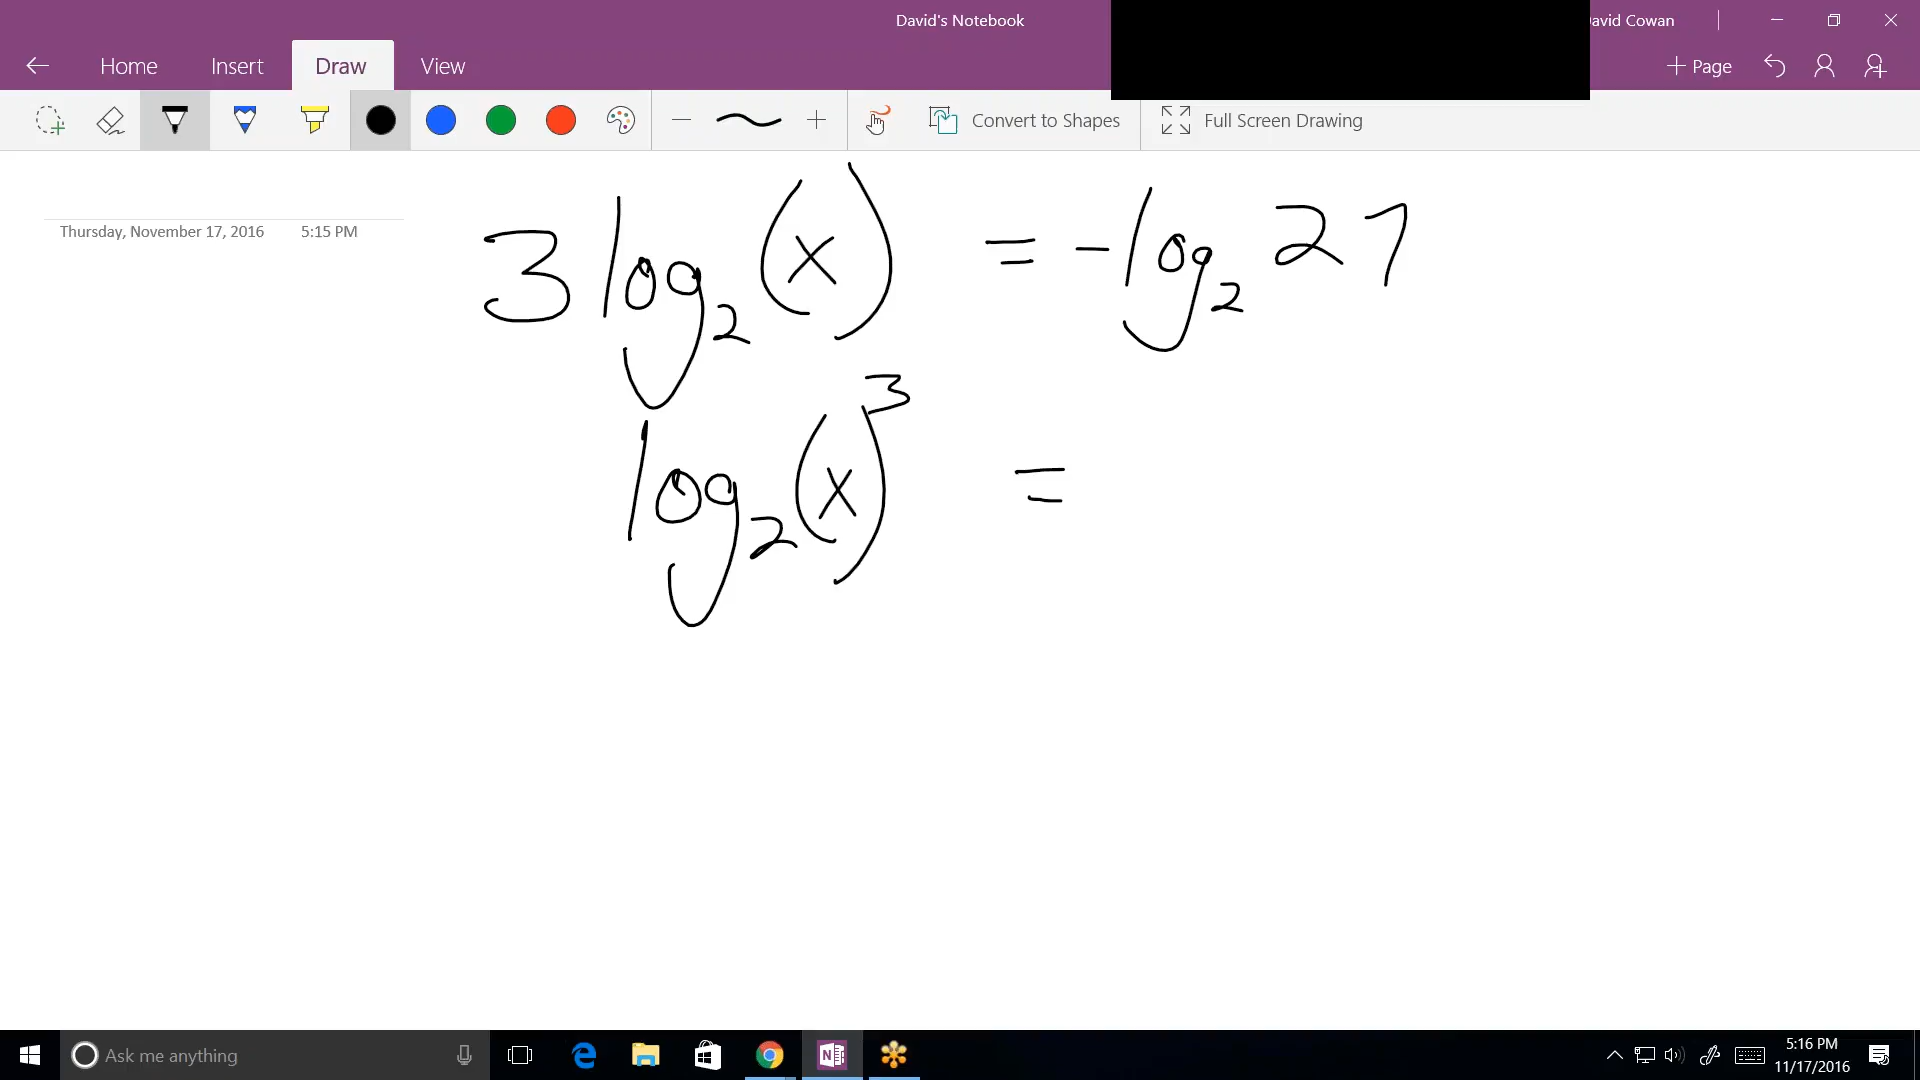 David's Notebook
avid Cowan
Home Insert Draw View
Page
Convert to Shapes
Full Screen Drawing
Thursday, November 17, 2016 5:15 PM
3 log₂ (x) = - log₂ 27
log₂ (x)³ =
Ask me anything
5:16 PM
11/17/2016